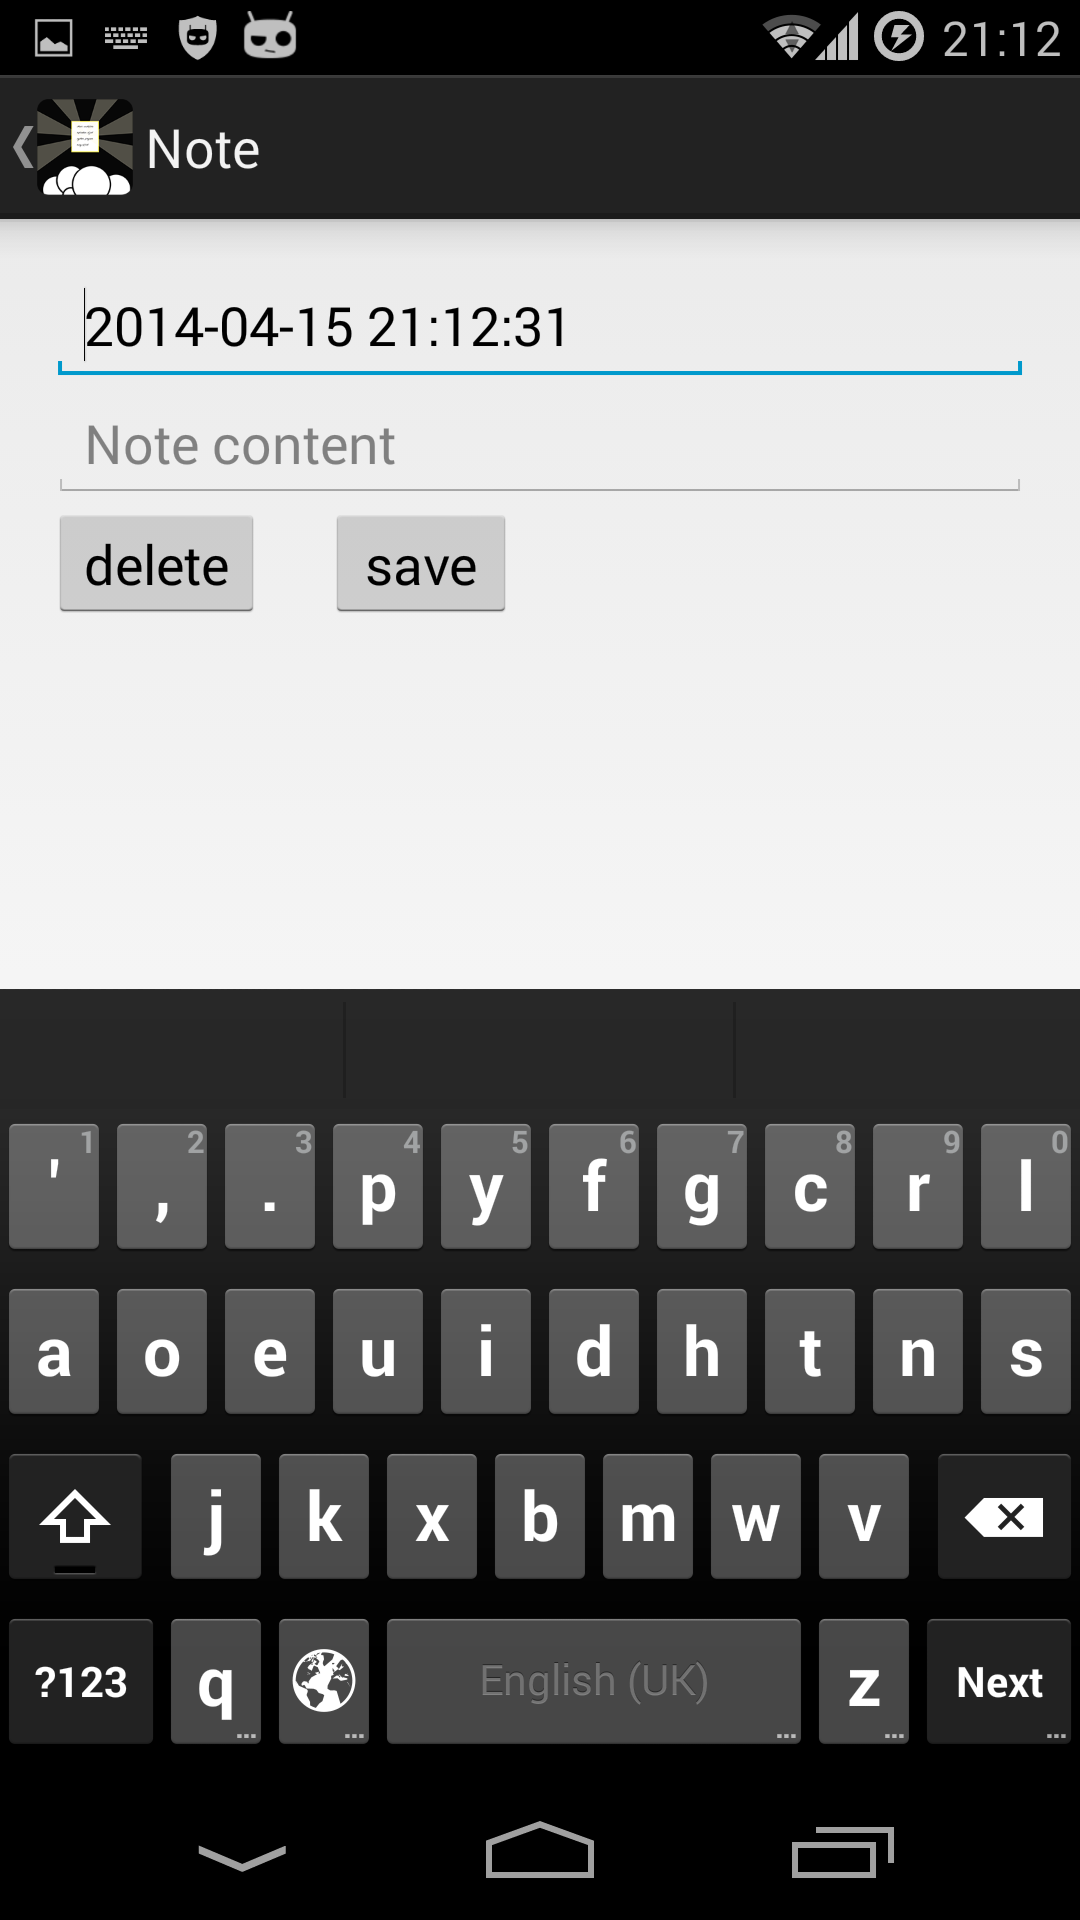 21:12
Note
2014-04-15 21:12:31
Note content
delete save
1 2 3 4 5 6 7 8 9 0
' , . p y f g c r l
a o e u i d h t n s
j k x b m w v
?123 q English (UK) z Next